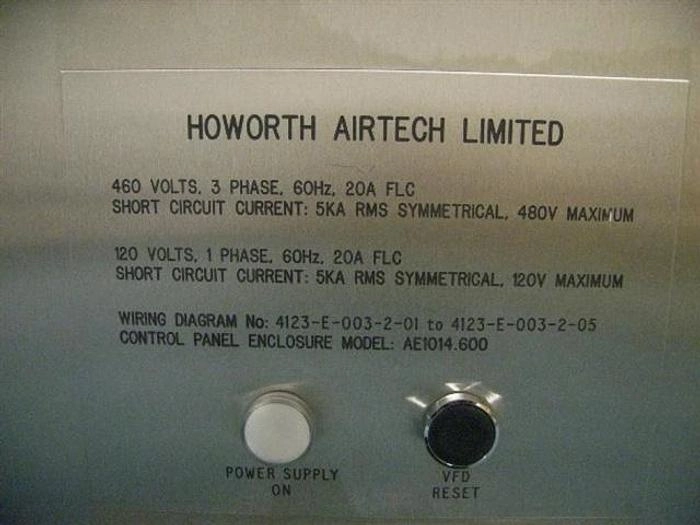 HOWORTH AIRTECH LIMITED
460 VOLTS, 3 PHASE, 60Hz, 20A FLC
SHORT CIRCUIT CURRENT: 5KA RMS SYMMETRICAL, 480V MAXIMUM
120 VOLTS, 1 PHASE, 60Hz, 20A FLC
SHORT CIRCUIT CURRENT: 5KA RMS SYMMETRICAL, 120V MAXIMUM
WIRING DIAGRAM No: 4123-E-003-2-01 to 4123-E-003-2-05
CONTROL PANEL ENCLOSURE MODEL: AE1014.600
POWER SUPPLY
ON
VFD
RESET